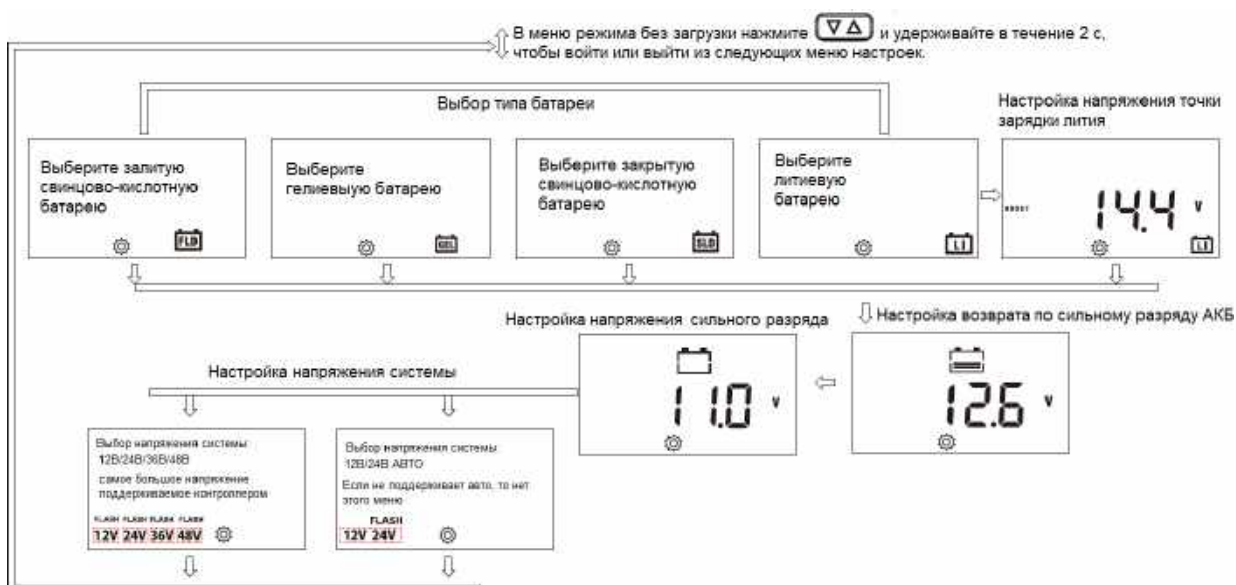 В меню режима без загрузки нажмите ▽△ и удерживайте в течение 2 с,
чтобы войти или выйти из следующих меню настроек.
Выбор типа батареи
Настройка напряжения точки
зарядки лития
Выберите залитую
свинцово-кислотную
батарею
FLD
Выберите
гелиевыую батарею
GEL
Выберите закрытую
свинцово-кислотную
батарею
SLD
Выберите
литиевую
батарею
LI
BOOST
14.4 V
LI
Настройка напряжения сильного разряда
Настройка возврата по сильному разряду АКБ
11.0 V
12.6 V
Настройка напряжения системы
Выбор напряжения системы
12В/24В/36В/48В
самое большое напряжение
поддерживаемое контроллером
FLASH FLASH FLASH FLASH
12V 24V 36V 48V
Выбор напряжения системы
12В/24В АВТО
Если не поддерживает авто, то нет
этого меню
FLASH
12V 24V